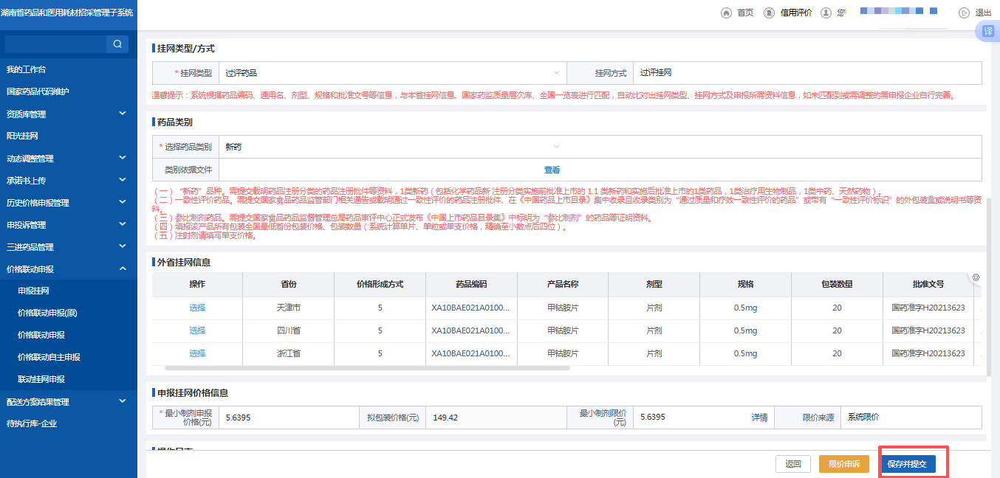 湖南省药品和医用耗材招采管理子系统
首页
信用评价
您
退出
译
我的工作台
国家药品代码维护
资质库管理
阳光挂网
动态调整管理
承诺书上传
历史价格申报管理
申投诉管理
三进药品管理
价格联动申报
申报挂网
价格联动申报(原)
价格联动申报
价格联动自主申报
联动挂网申报
配送方案结果管理
待执行库-企业
挂网类型/方式
* 挂网类型 过评药品 挂网方式 过评挂网
温馨提示：系统根据药品编码、通用名、剂型、规格和批准文号等信息，与本省挂网信息、国家药监质量层次库、全国一览表进行匹配，自动比对出挂网类型、挂网方式及申报所需资料信息，如未匹配到或需调整的需申报企业自行完善。
药品类别
* 选择药品类别 新药
类别依据文件 查看
（一）“新药”品种。需提交载明药品注册分类的药品注册批件等资料，1类新药（包括化学药品新 注册分类实施前批准上市的 1.1 类新药和实施后批准上市的1类药品，1类治疗用生物制品，1类中药、天然药物）。
（二）一致性评价药品。需提交国家食品药品监管部门相关通告或载明通过一致性评价的药品注册批件、在《中国药品上市目录》集中收录且收录类别为“通过质量和疗效一致性评价的药品”或带有“一致性评价标识”的外包装盒或说明书等资
料。
（三）参比制剂药品。需提交国家食品药品监督管理总局药品审评中心正式发布《中国上市药品目录集》中标明为“参比制剂”的药品等证明资料。
（四）填报该产品所有包装全国最低省份包装价格、包装数量（系统计算单片、单粒或单支价格，精确至小数点后四位）。
（五）注射剂请填写单支价格。
外省挂网信息
操作 省份 价格形成方式 药品编码 产品名称 剂型 规格 包装数量 批准文号
选择 天津市 5 XA10BAE021A0100... 甲钴胺片 片剂 0.5mg 20 国药准字H20213623
选择 四川省 5 XA10BAE021A0100... 甲钴胺片 片剂 0.5mg 20 国药准字H20213623
选择 浙江省 5 XA10BAE021A0100... 甲钴胺片 片剂 0.5mg 20 国药准字H20213623
申报挂网价格信息
* 最小制剂申报
价格(元)
5.6395
拟包装价格(元)
149.42
最小制剂限价
(元)
5.6395
详情
限价来源
系统限价
返回
限价申诉
保存并提交